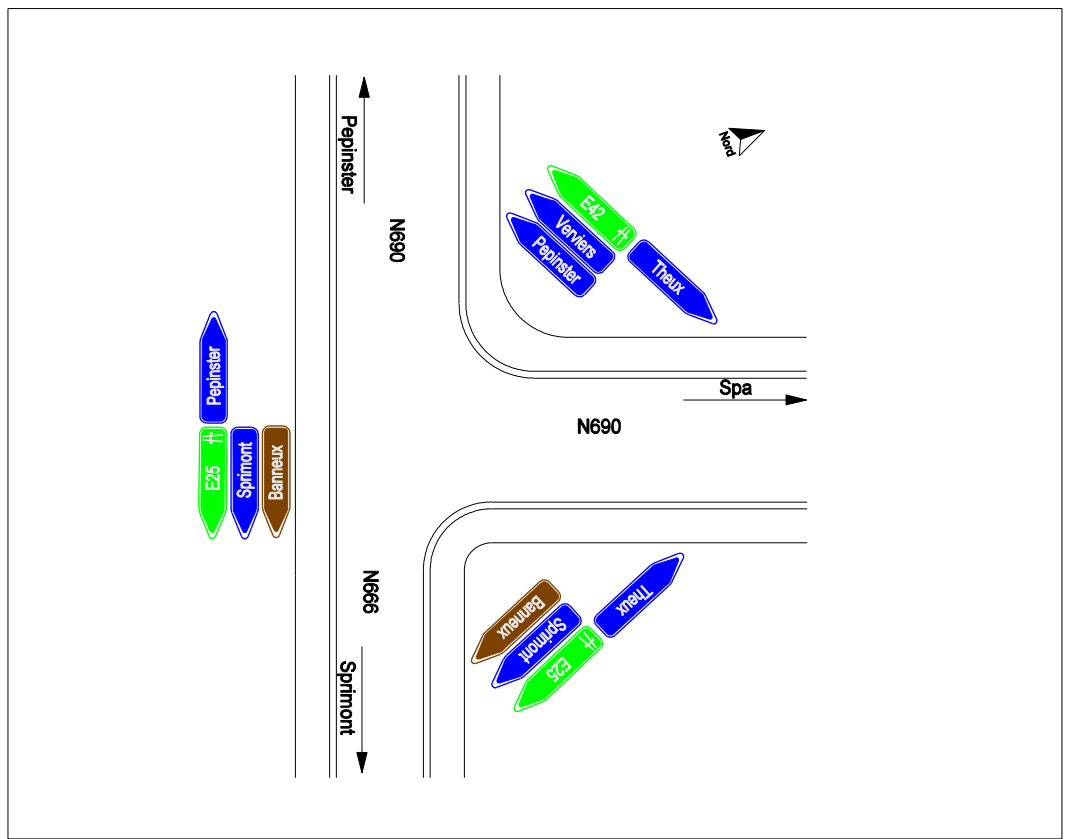 Pepinster
N690
Nord
E42
Verviers
Pepinster
Theux
Pepinster
E25
Sprimont
Banneux
Spa
N690
N666
Sprimont
Banneux
Sprimont
E25
Theux